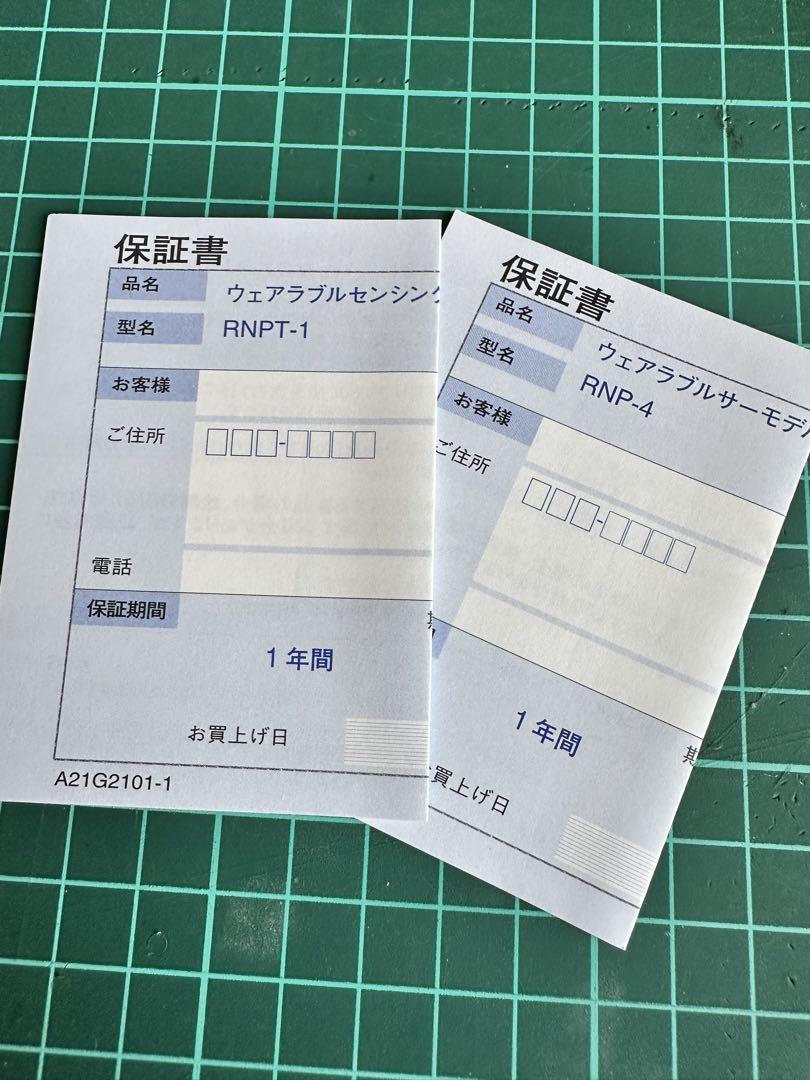 保証書
品名
ウェアラブルセンシング
型名
RNPT-1
お客様
ご住所
電話
保証期間
1年間
お買上げ日
A21G2101-1
保証書
品名
ウェアラブルサーモデ
型名
RNP-4
お客様
ご住所
1年間
買上げ日